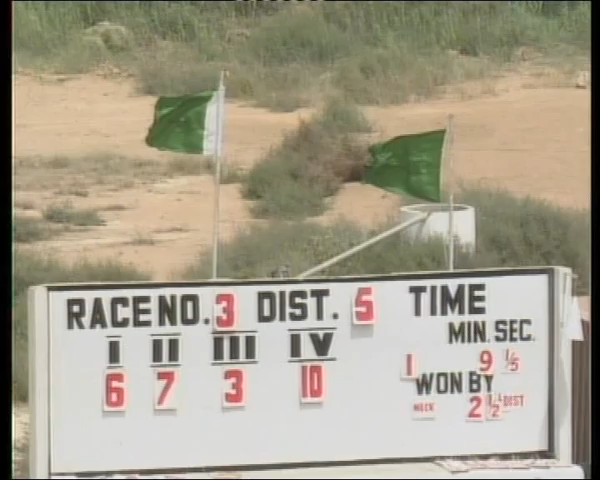 RACE NO. 3 DIST. 5 TIME
MIN. SEC.
I II III IV
1 9 1/5
6 7 3 10
WON BY
NECK 2 1/2 DIST